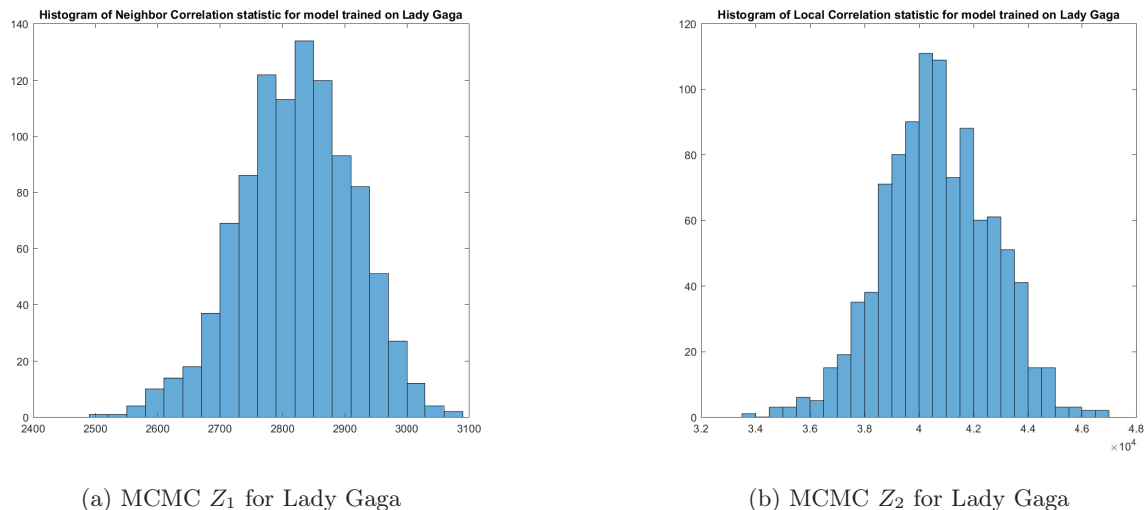 Histogram of Neighbor Correlation statistic for model trained on Lady Gaga
140
120
100
80
60
40
20
0
2400 2500 2600 2700 2800 2900 3000 3100
(a) MCMC Z1 for Lady Gaga
Histogram of Local Correlation statistic for model trained on Lady Gaga
120
100
80
60
40
20
0
3.2 3.4 3.6 3.8 4 4.2 4.4 4.6 4.8
×10^4
(b) MCMC Z2 for Lady Gaga